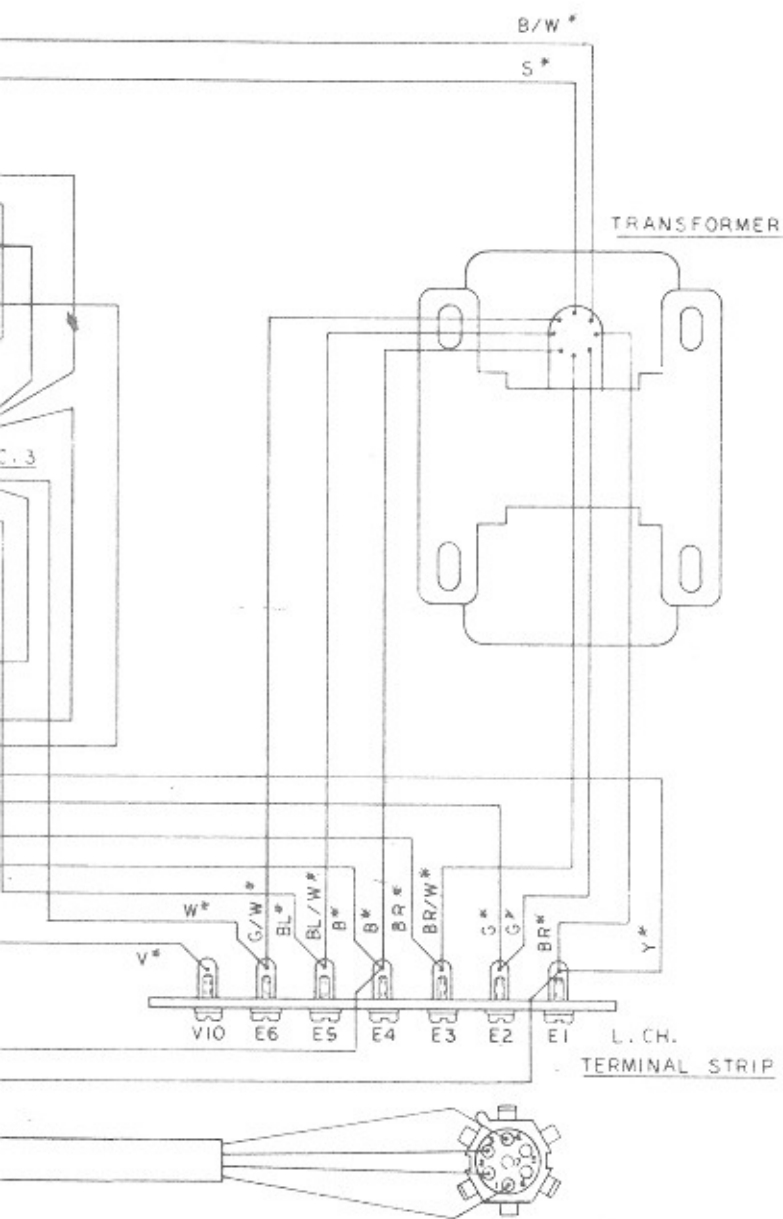 B/W*
S*
TRANSFORMER
C.3
W*
G/W*
BL*
BL/W*
B*
B*
BR*
BR/W*
G*
G*
BR*
Y*
V*
V10 E6 E5 E4 E3 E2 E1 L. CH.
TERMINAL STRIP